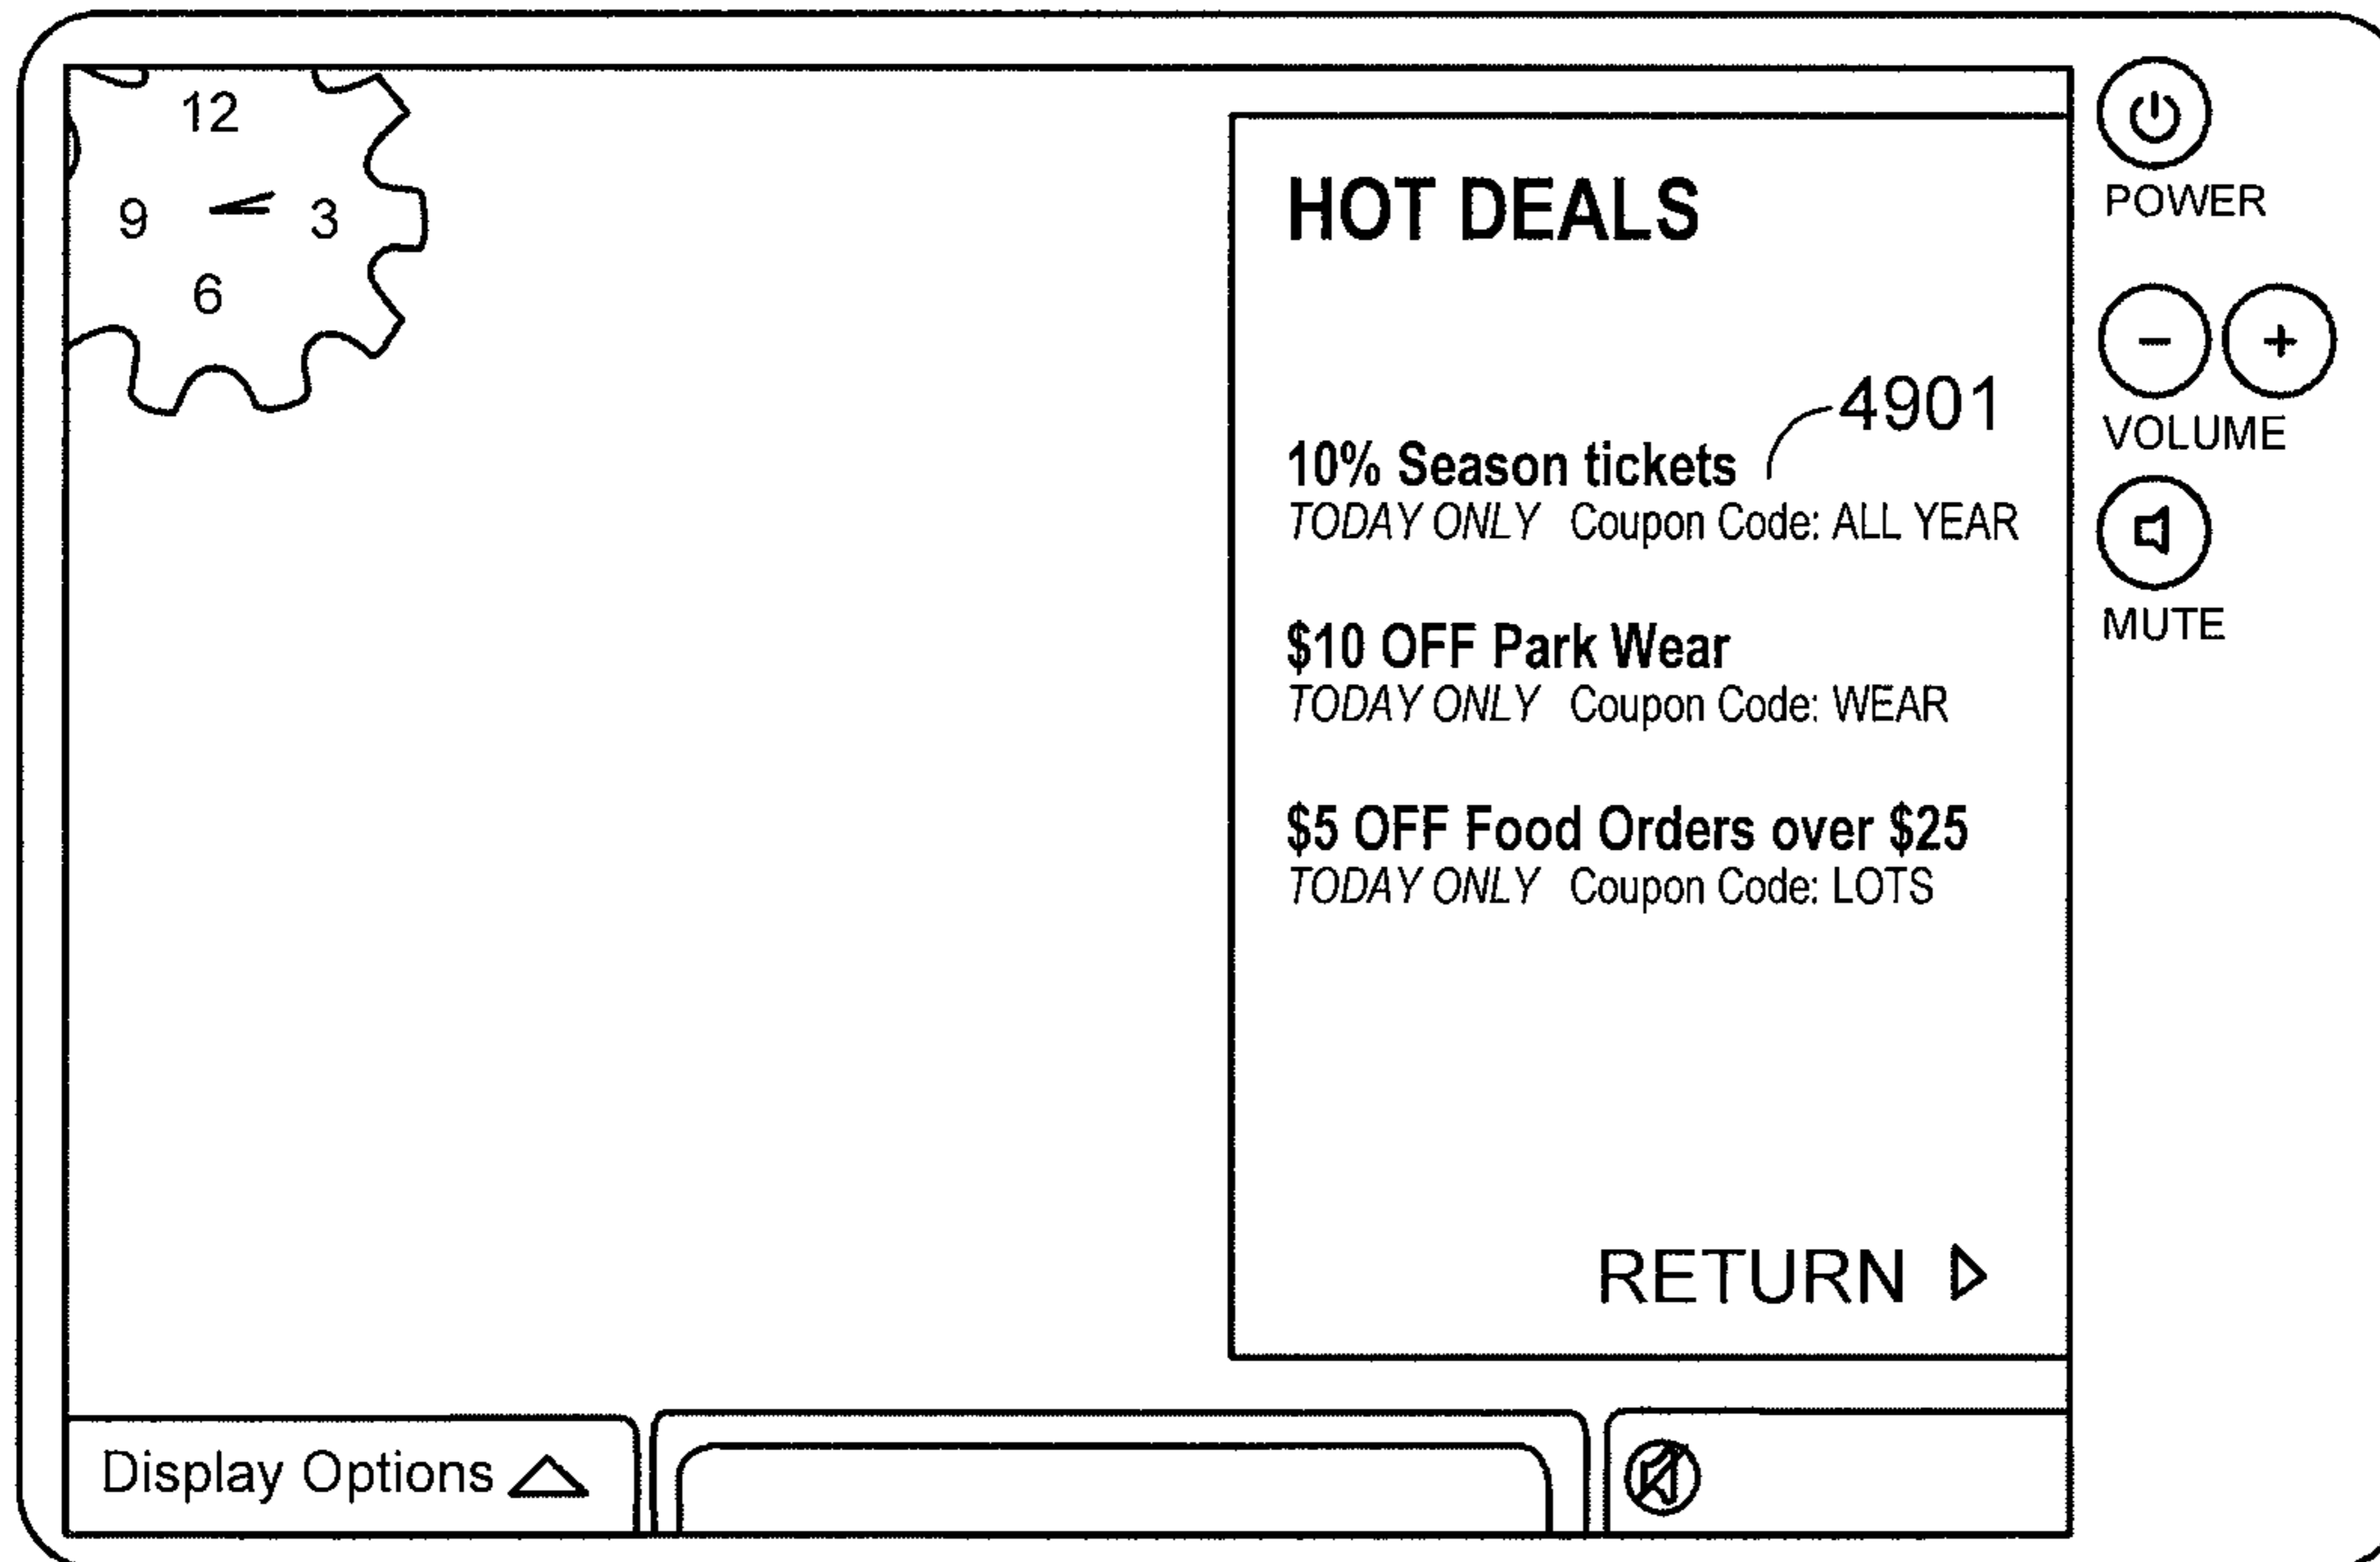 12
9 3
6
HOT DEALS
4901
10% Season tickets
TODAY ONLY Coupon Code: ALL YEAR
$10 OFF Park Wear
TODAY ONLY Coupon Code: WEAR
$5 OFF Food Orders over $25
TODAY ONLY Coupon Code: LOTS
RETURN
POWER
- +
VOLUME
MUTE
Display Options